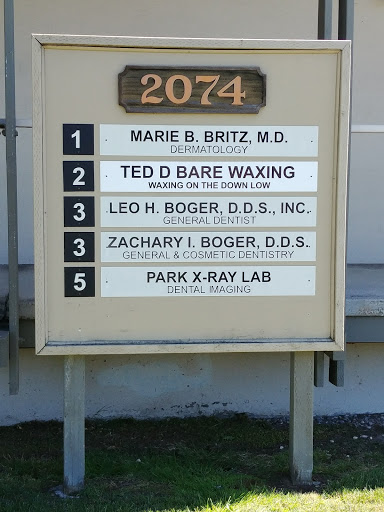 2074
1 MARIE B. BRITZ, M.D.
DERMATOLOGY
2 TED D BARE WAXING
WAXING ON THE DOWN LOW
3 LEO H. BOGER, D.D.S., INC.
GENERAL DENTIST
3 ZACHARY I. BOGER, D.D.S.
GENERAL & COSMETIC DENTISTRY
5 PARK X-RAY LAB
DENTAL IMAGING